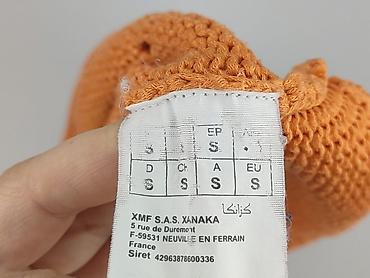 EP
S S
D CH A EU
S S S S
كزانكا
XMF S.A.S. XANAKA
5 rue de Duremont
F-59531 NEUVILLE EN FERRAIN
France
Siret 42963878600336